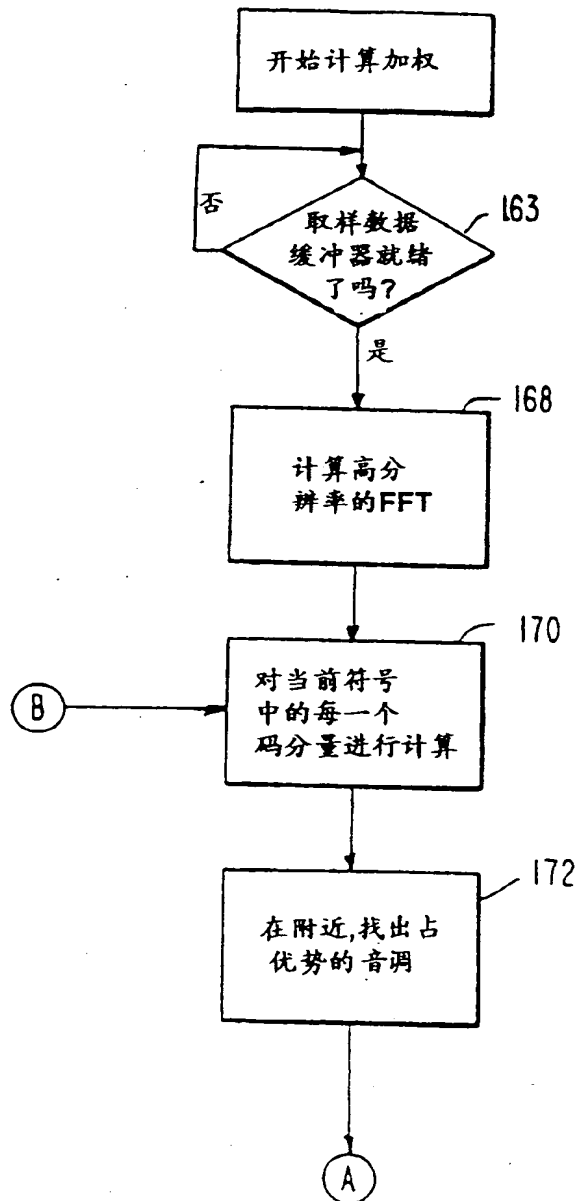 开始计算加权
否
163
取样数据
缓冲器就绪
了吗?
是
168
计算高分
辨率的FFT
170
B
对当前符号
中的每一个
码分量进行计算
172
在附近,找出占
优势的音调
A